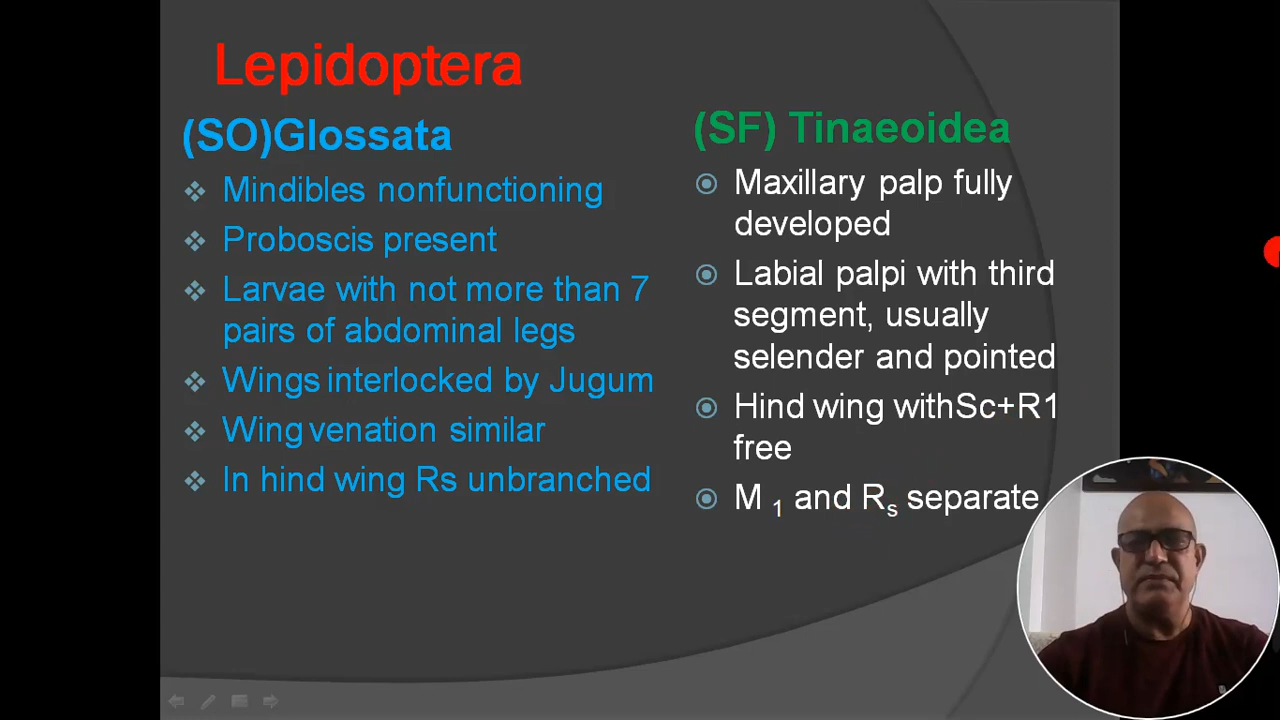 Lepidoptera
(SO)Glossata
Mindibles nonfunctioning
Proboscis present
Larvae with not more than 7
pairs of abdominal legs
Wings interlocked by Jugum
Wing venation similar
In hind wing Rs unbranched
(SF) Tinaeoidea
Maxillary palp fully
developed
Labial palpi with third
segment, usually
selender and pointed
Hind wing withSc+R1
free
M 1 and Rs separate